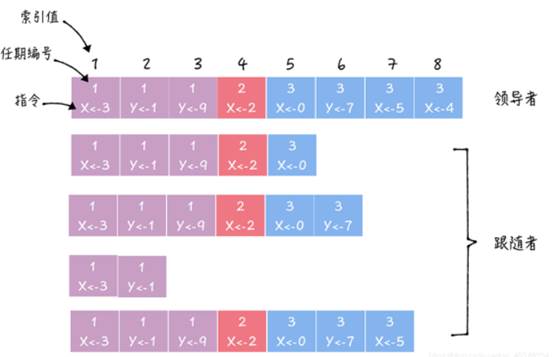 索引值
任期编号
指令
1 2 3 4 5 6 7 8
1 1 1 2 3 3 3 3
X<-3 Y<-1 Y<-9 X<-2 X<-0 Y<-7 X<-5 X<-4
领导者
1 1 1 2 3
X<-3 Y<-1 Y<-9 X<-2 X<-0
1 1 1 2 3 3
X<-3 Y<-1 Y<-9 X<-2 X<-0 Y<-7
跟随者
1 1
X<-3 Y<-1
1 1 1 2 3 3 3
X<-3 Y<-1 Y<-9 X<-2 X<-0 Y<-7 X<-5